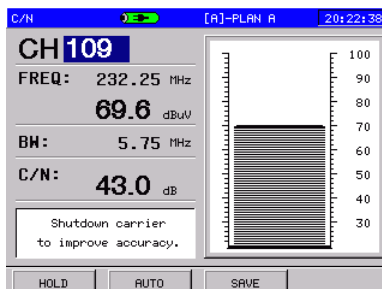 C/N [A]-PLAN A 20:22:38
CH 109
FREQ: 232.25 MHz
69.6 dBuV
BW: 5.75 MHz
C/N: 43.0 dB
Shutdown carrier
to improve accuracy.
100
90
80
70
60
50
40
30
HOLD AUTO SAVE